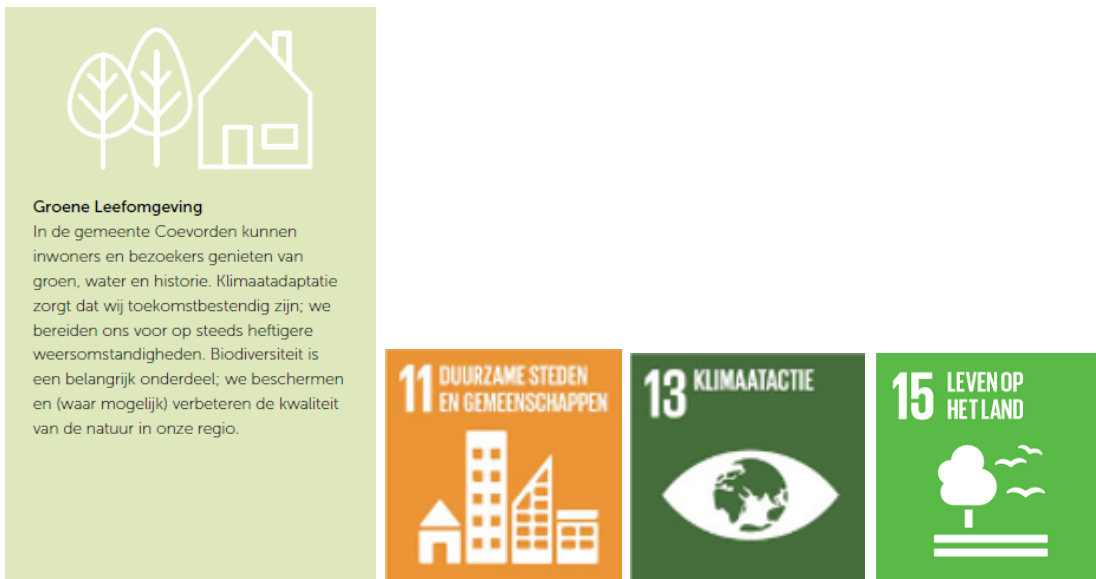 Groene Leefomgeving
In de gemeente Coevorden kunnen
inwoners en bezoekers genieten van
groen, water en historie. Klimaatadaptatie
zorgt dat wij toekomstbestendig zijn; we
bereiden ons voor op steeds heftigere
weersomstandigheden. Biodiversiteit is
een belangrijk onderdeel; we beschermen
en (waar mogelijk) verbeteren de kwaliteit
van de natuur in onze regio.
11 DUURZAME STEDEN
EN GEMEENSCHAPPEN
13 KLIMAATACTIE
15 LEVEN OP
HET LAND